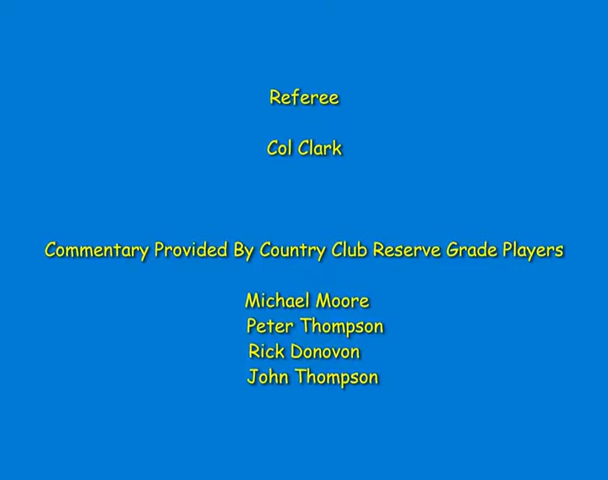 Referee
Col Clark
Commentary Provided By Country Club Reserve Grade Players
Michael Moore
Peter Thompson
Rick Donovon
John Thompson